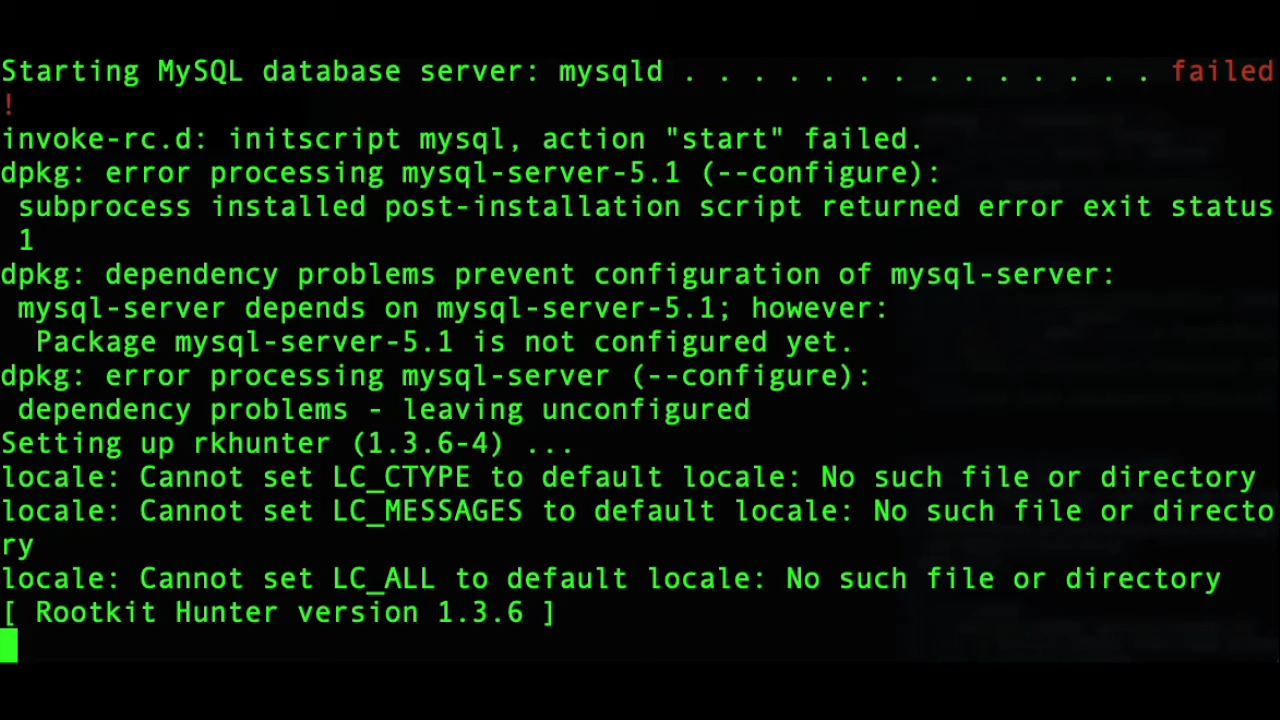 Starting MySQL database server: mysqld . . . . . . . . . . . . . . failed
!
invoke-rc.d: initscript mysql, action "start" failed.
dpkg: error processing mysql-server-5.1 (--configure):
 subprocess installed post-installation script returned error exit status
 1
dpkg: dependency problems prevent configuration of mysql-server:
 mysql-server depends on mysql-server-5.1; however:
  Package mysql-server-5.1 is not configured yet.
dpkg: error processing mysql-server (--configure):
 dependency problems - leaving unconfigured
Setting up rkhunter (1.3.6-4) ...
locale: Cannot set LC_CTYPE to default locale: No such file or directory
locale: Cannot set LC_MESSAGES to default locale: No such file or directo
ry
locale: Cannot set LC_ALL to default locale: No such file or directory
[ Rootkit Hunter version 1.3.6 ]